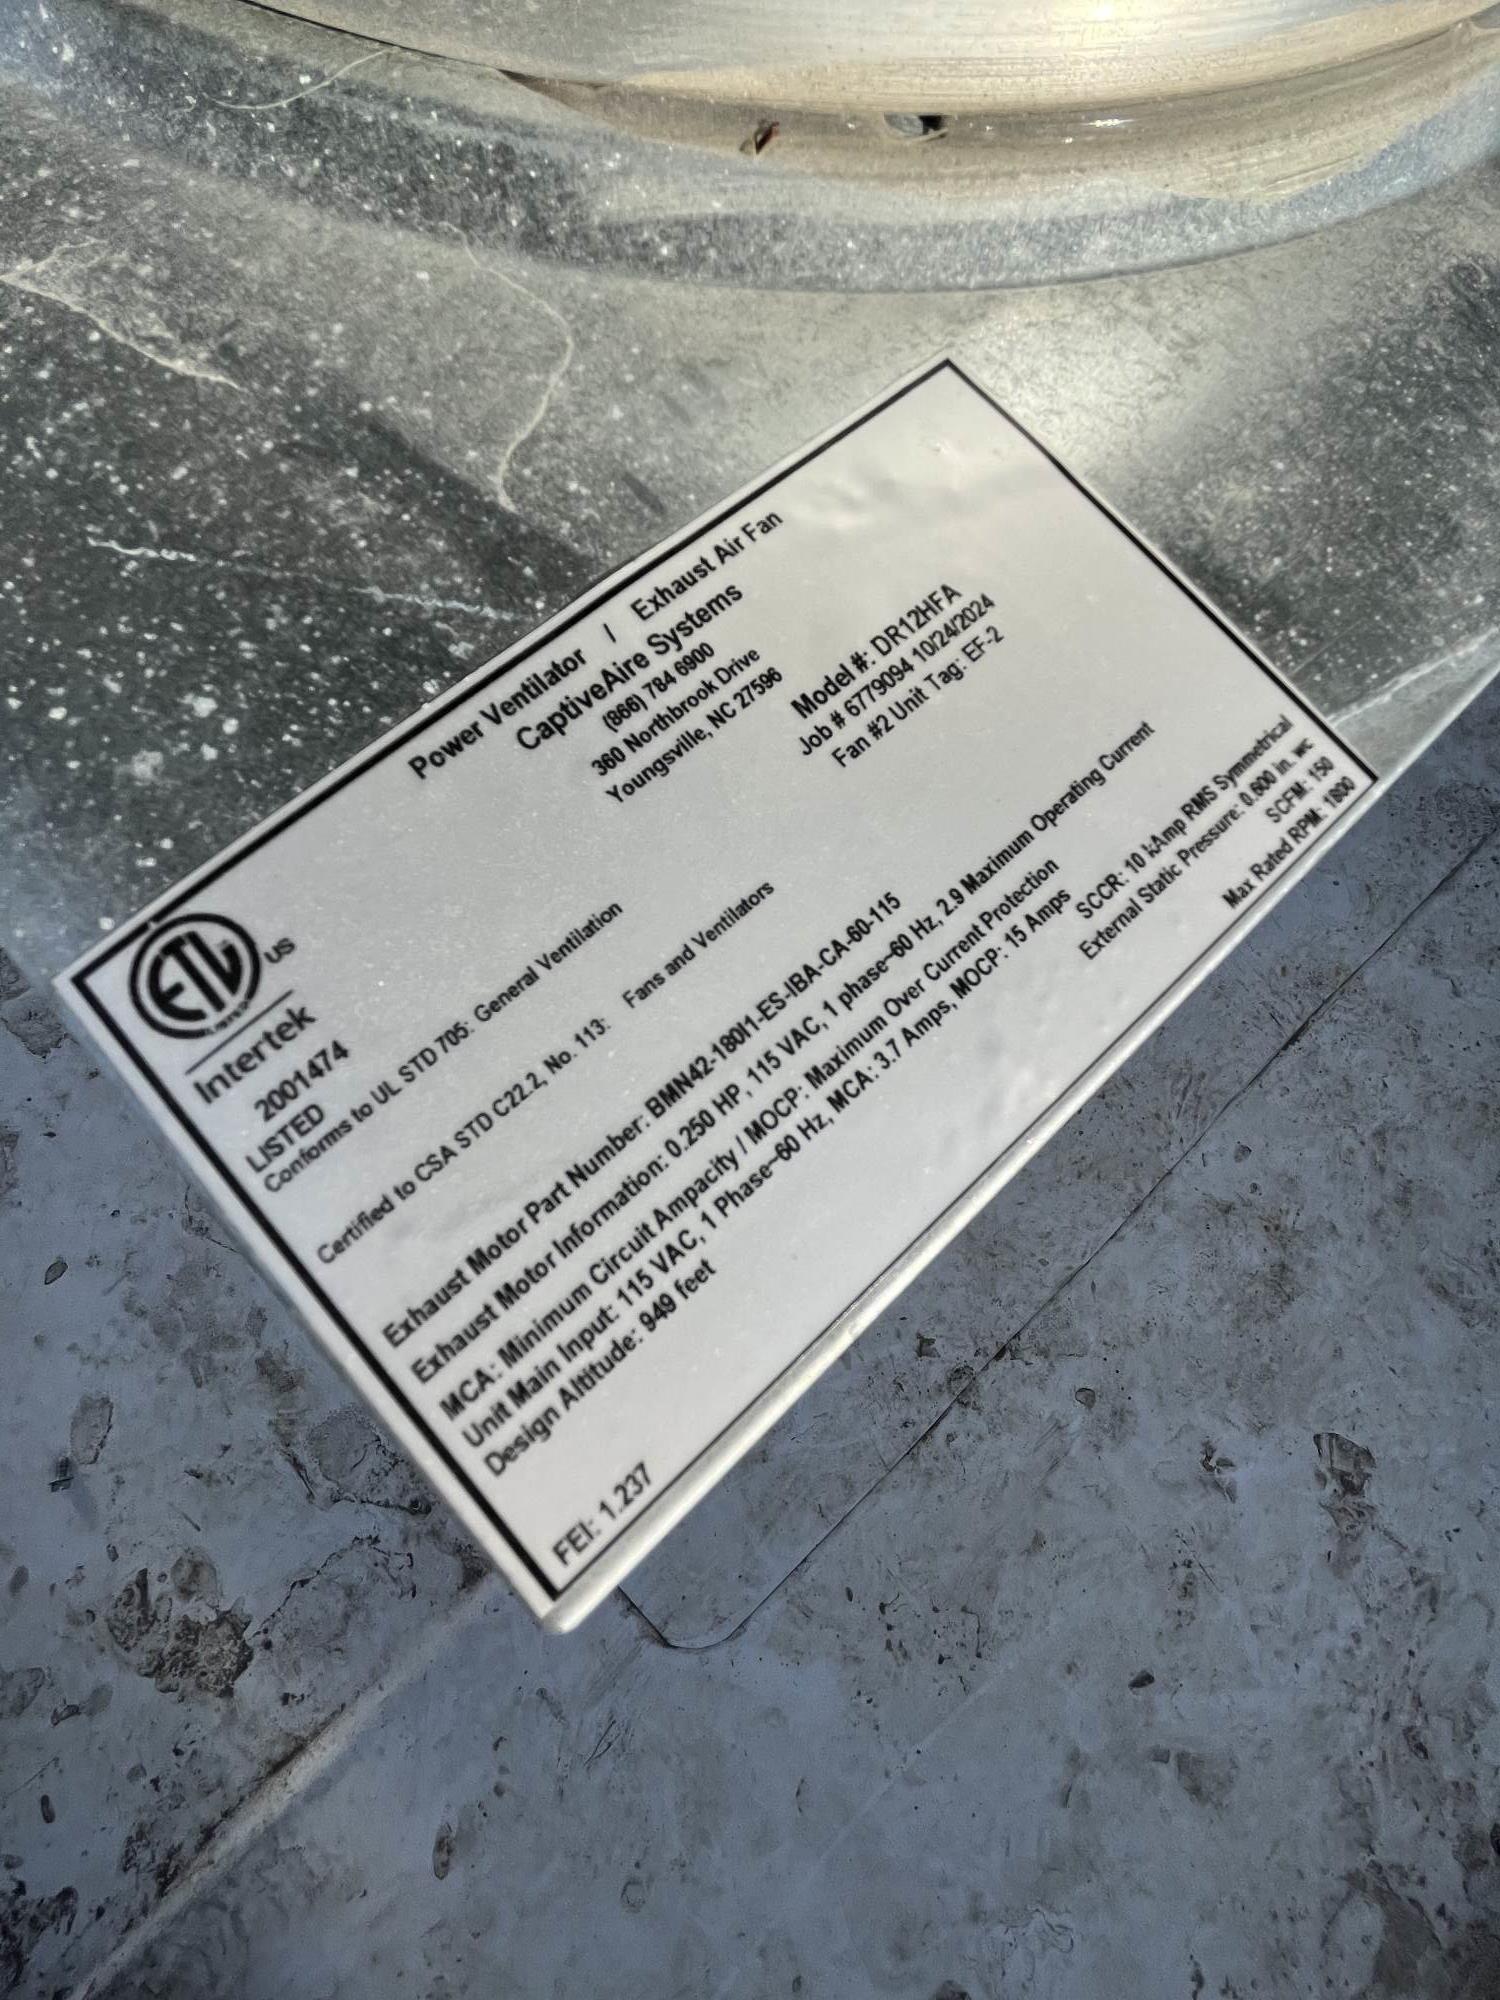 Power Ventilator / Exhaust Air Fan
CaptiveAire Systems
(866) 784 6900
360 Northbrook Drive
Youngsville, NC 27596
Model #: DR12HFA
Job # 6779094 10/24/2024
Fan #2 Unit Tag: EF-2
ETL
US
Intertek
2001474
LISTED
Conforms to UL STD 705: General Ventilation
Certified to CSA STD C22.2, No. 113: Fans and Ventilators
Exhaust Motor Part Number: BMN42-180I1-ES-IBA-CA-60-115
Exhaust Motor Information: 0.250 HP, 115 VAC, 1 phase~60 Hz, 2.9 Maximum Operating Current
MCA: Minimum Circuit Ampacity / MOCP: Maximum Over Current Protection
Unit Main Input: 115 VAC, 1 Phase~60 Hz, MCA: 3.7 Amps, MOCP: 15 Amps
Design Altitude: 949 feet
SCCR: 10 kAmp RMS Symmetrical
External Static Pressure: 0.600 in. wc
SCFM: 150
Max Rated RPM: 1800
FEI: 1.237